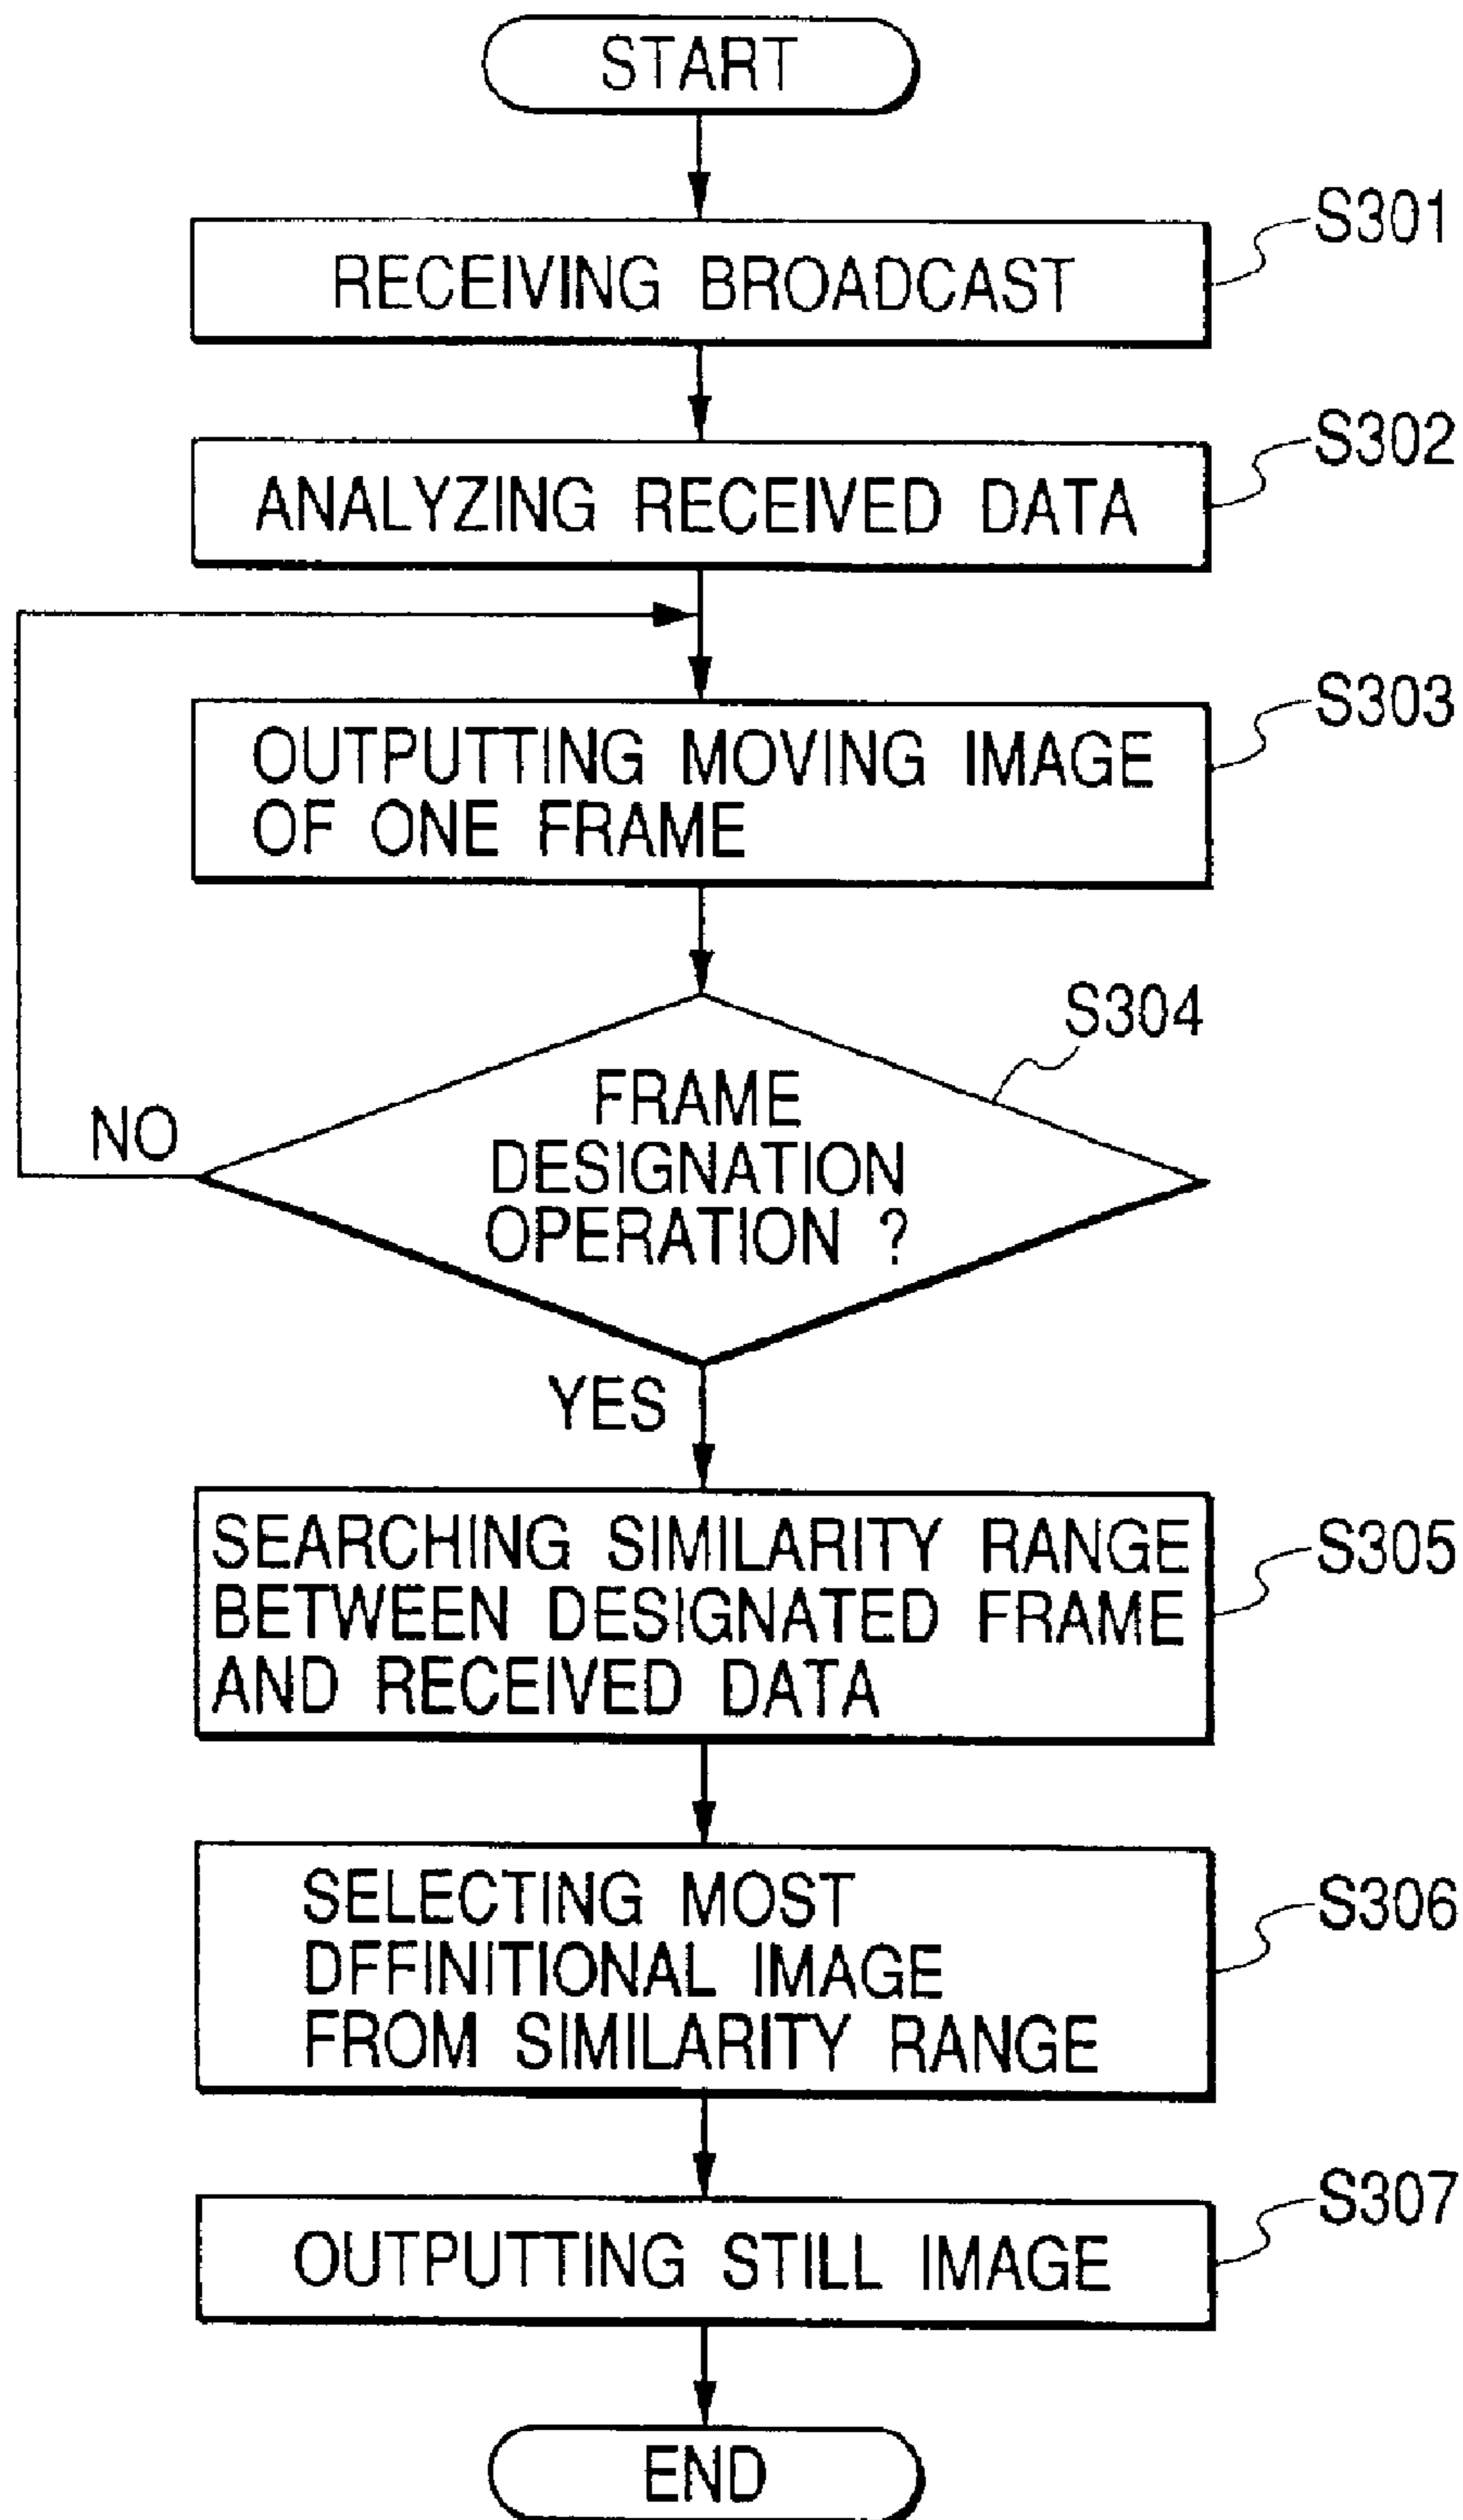 START
RECEIVING BROADCAST
S301
ANALYZING RECEIVED DATA
S302
OUTPUTTING MOVING IMAGE
OF ONE FRAME
S303
FRAME
DESIGNATION
OPERATION ?
S304
NO
YES
SEARCHING SIMILARITY RANGE
BETWEEN DESIGNATED FRAME
AND RECEIVED DATA
S305
SELECTING MOST
DFFINITIONAL IMAGE
FROM SIMILARITY RANGE
S306
OUTPUTTING STILL IMAGE
S307
END